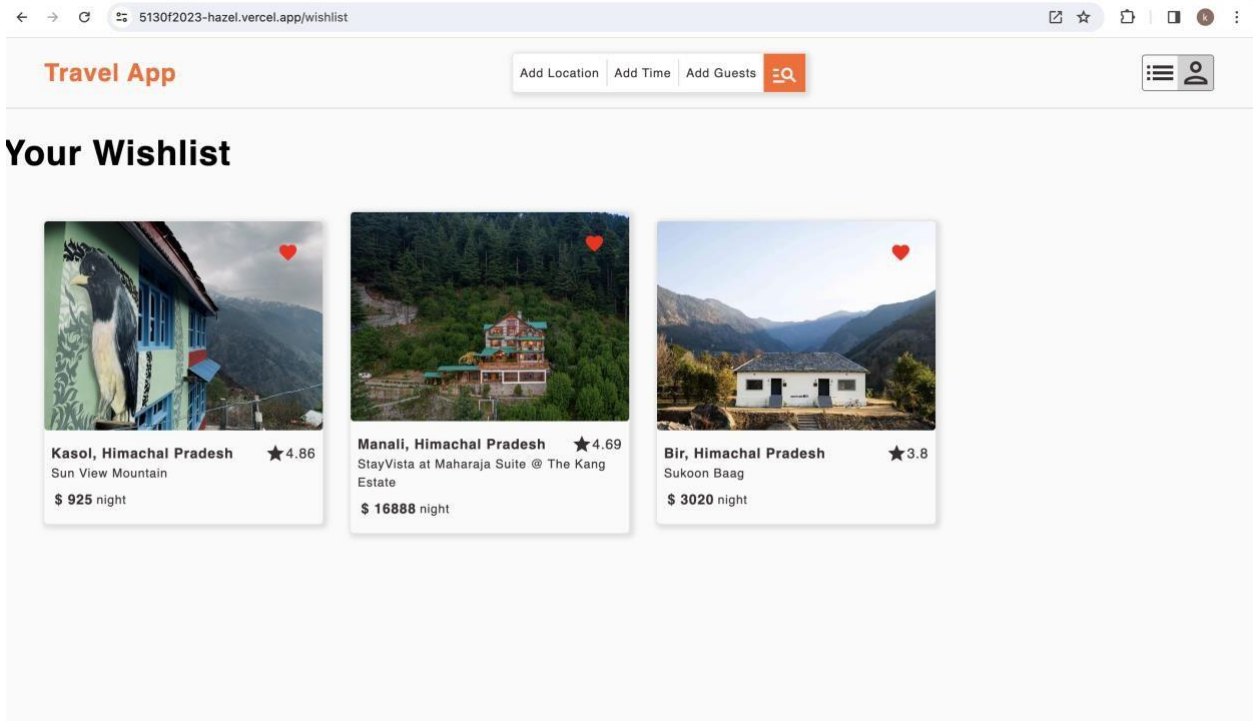 5130f2023-hazel.vercel.app/wishlist
k
Travel App
Add Location Add Time Add Guests
Your Wishlist
Kasol, Himachal Pradesh 4.86
Sun View Mountain
$ 925 night
Manali, Himachal Pradesh 4.69
StayVista at Maharaja Suite @ The Kang
Estate
$ 16888 night
Bir, Himachal Pradesh 3.8
Sukoon Baag
$ 3020 night